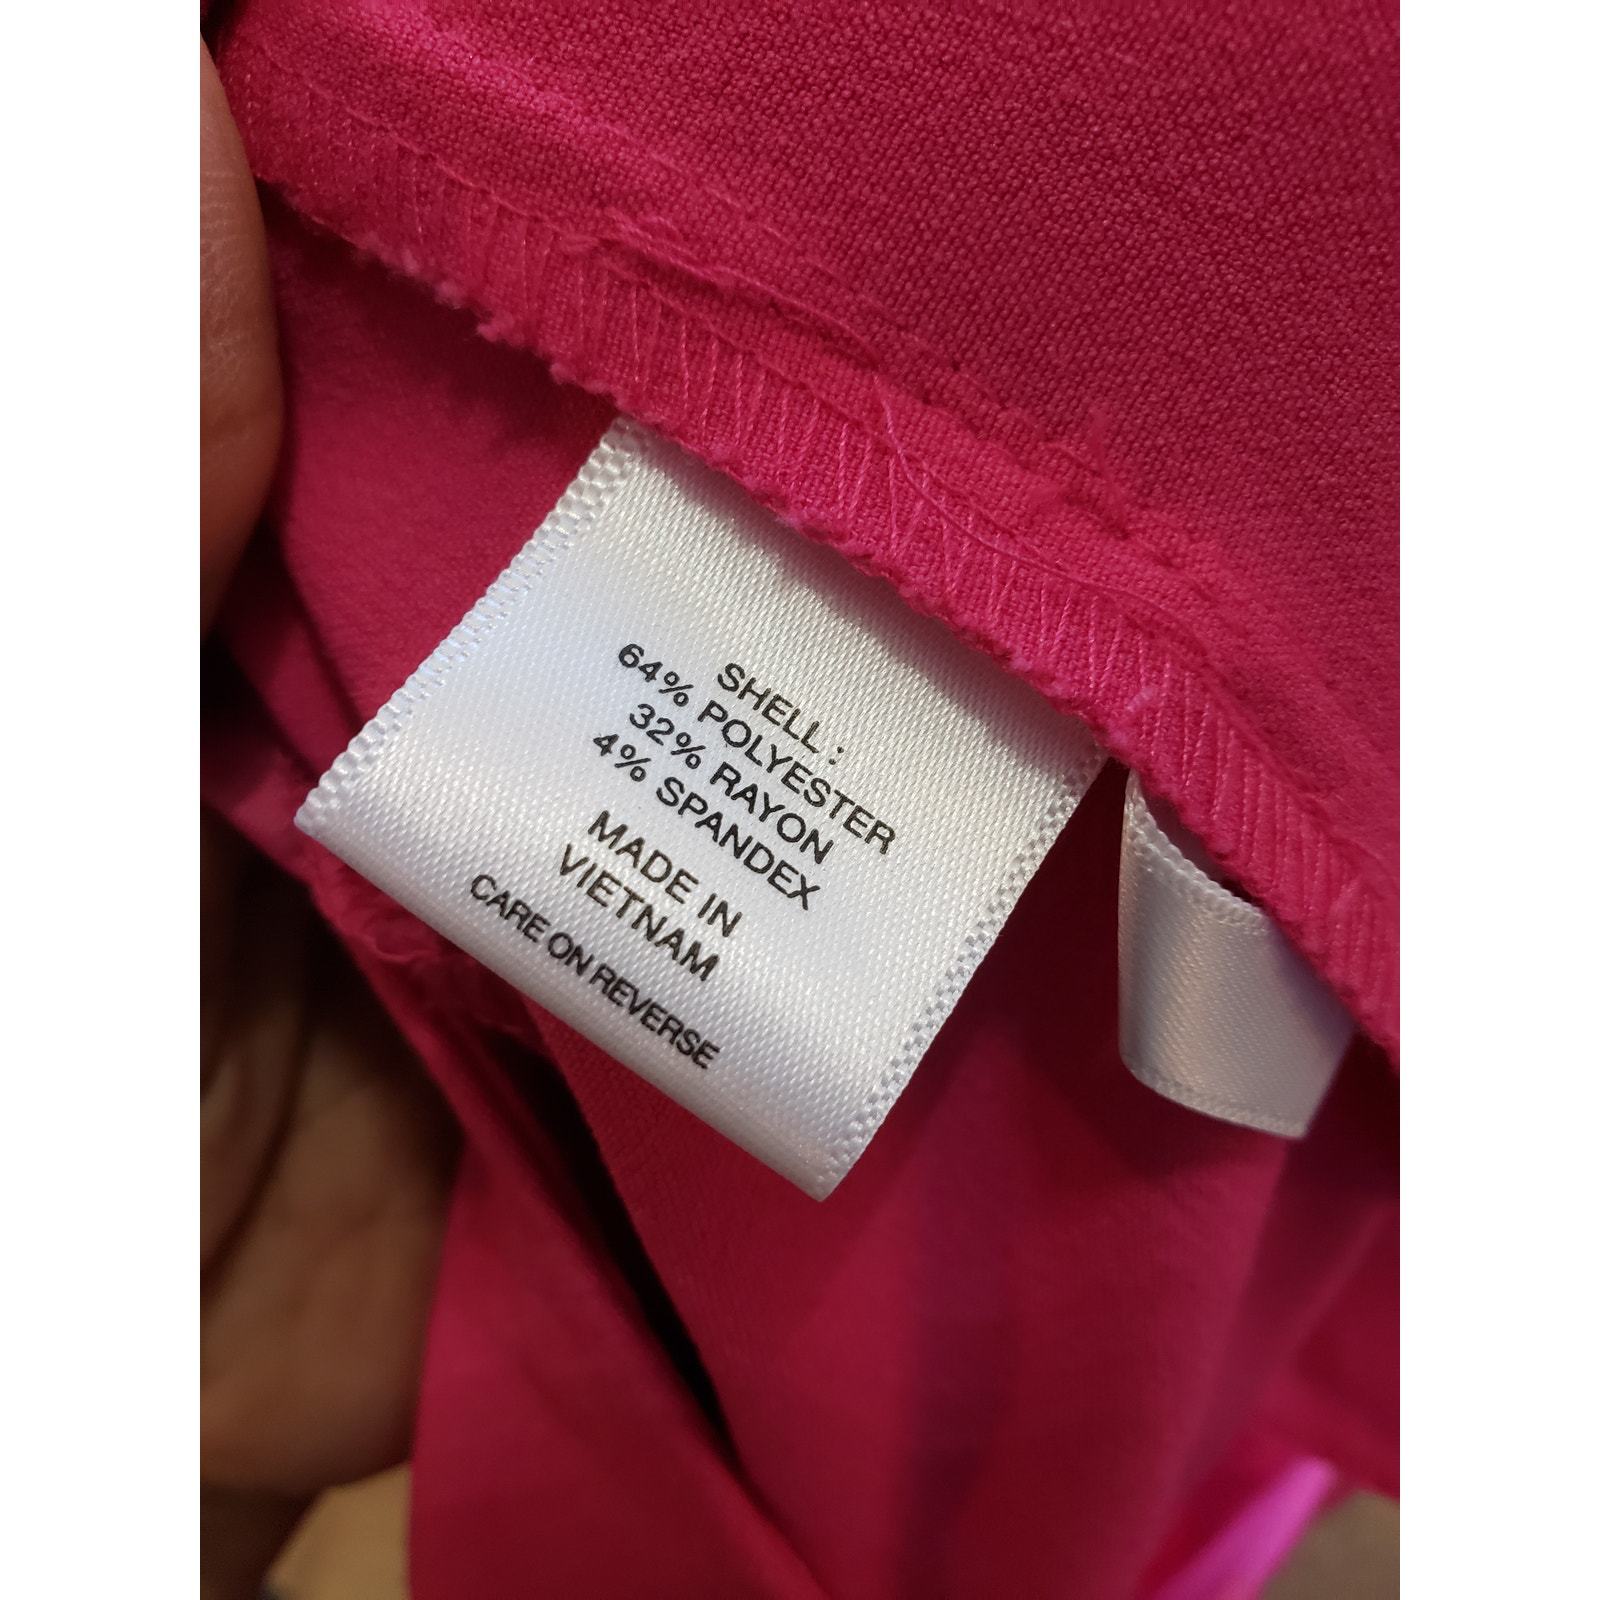 SHELL :
64% POLYESTER
32% RAYON
4% SPANDEX
MADE IN
VIETNAM
CARE ON REVERSE